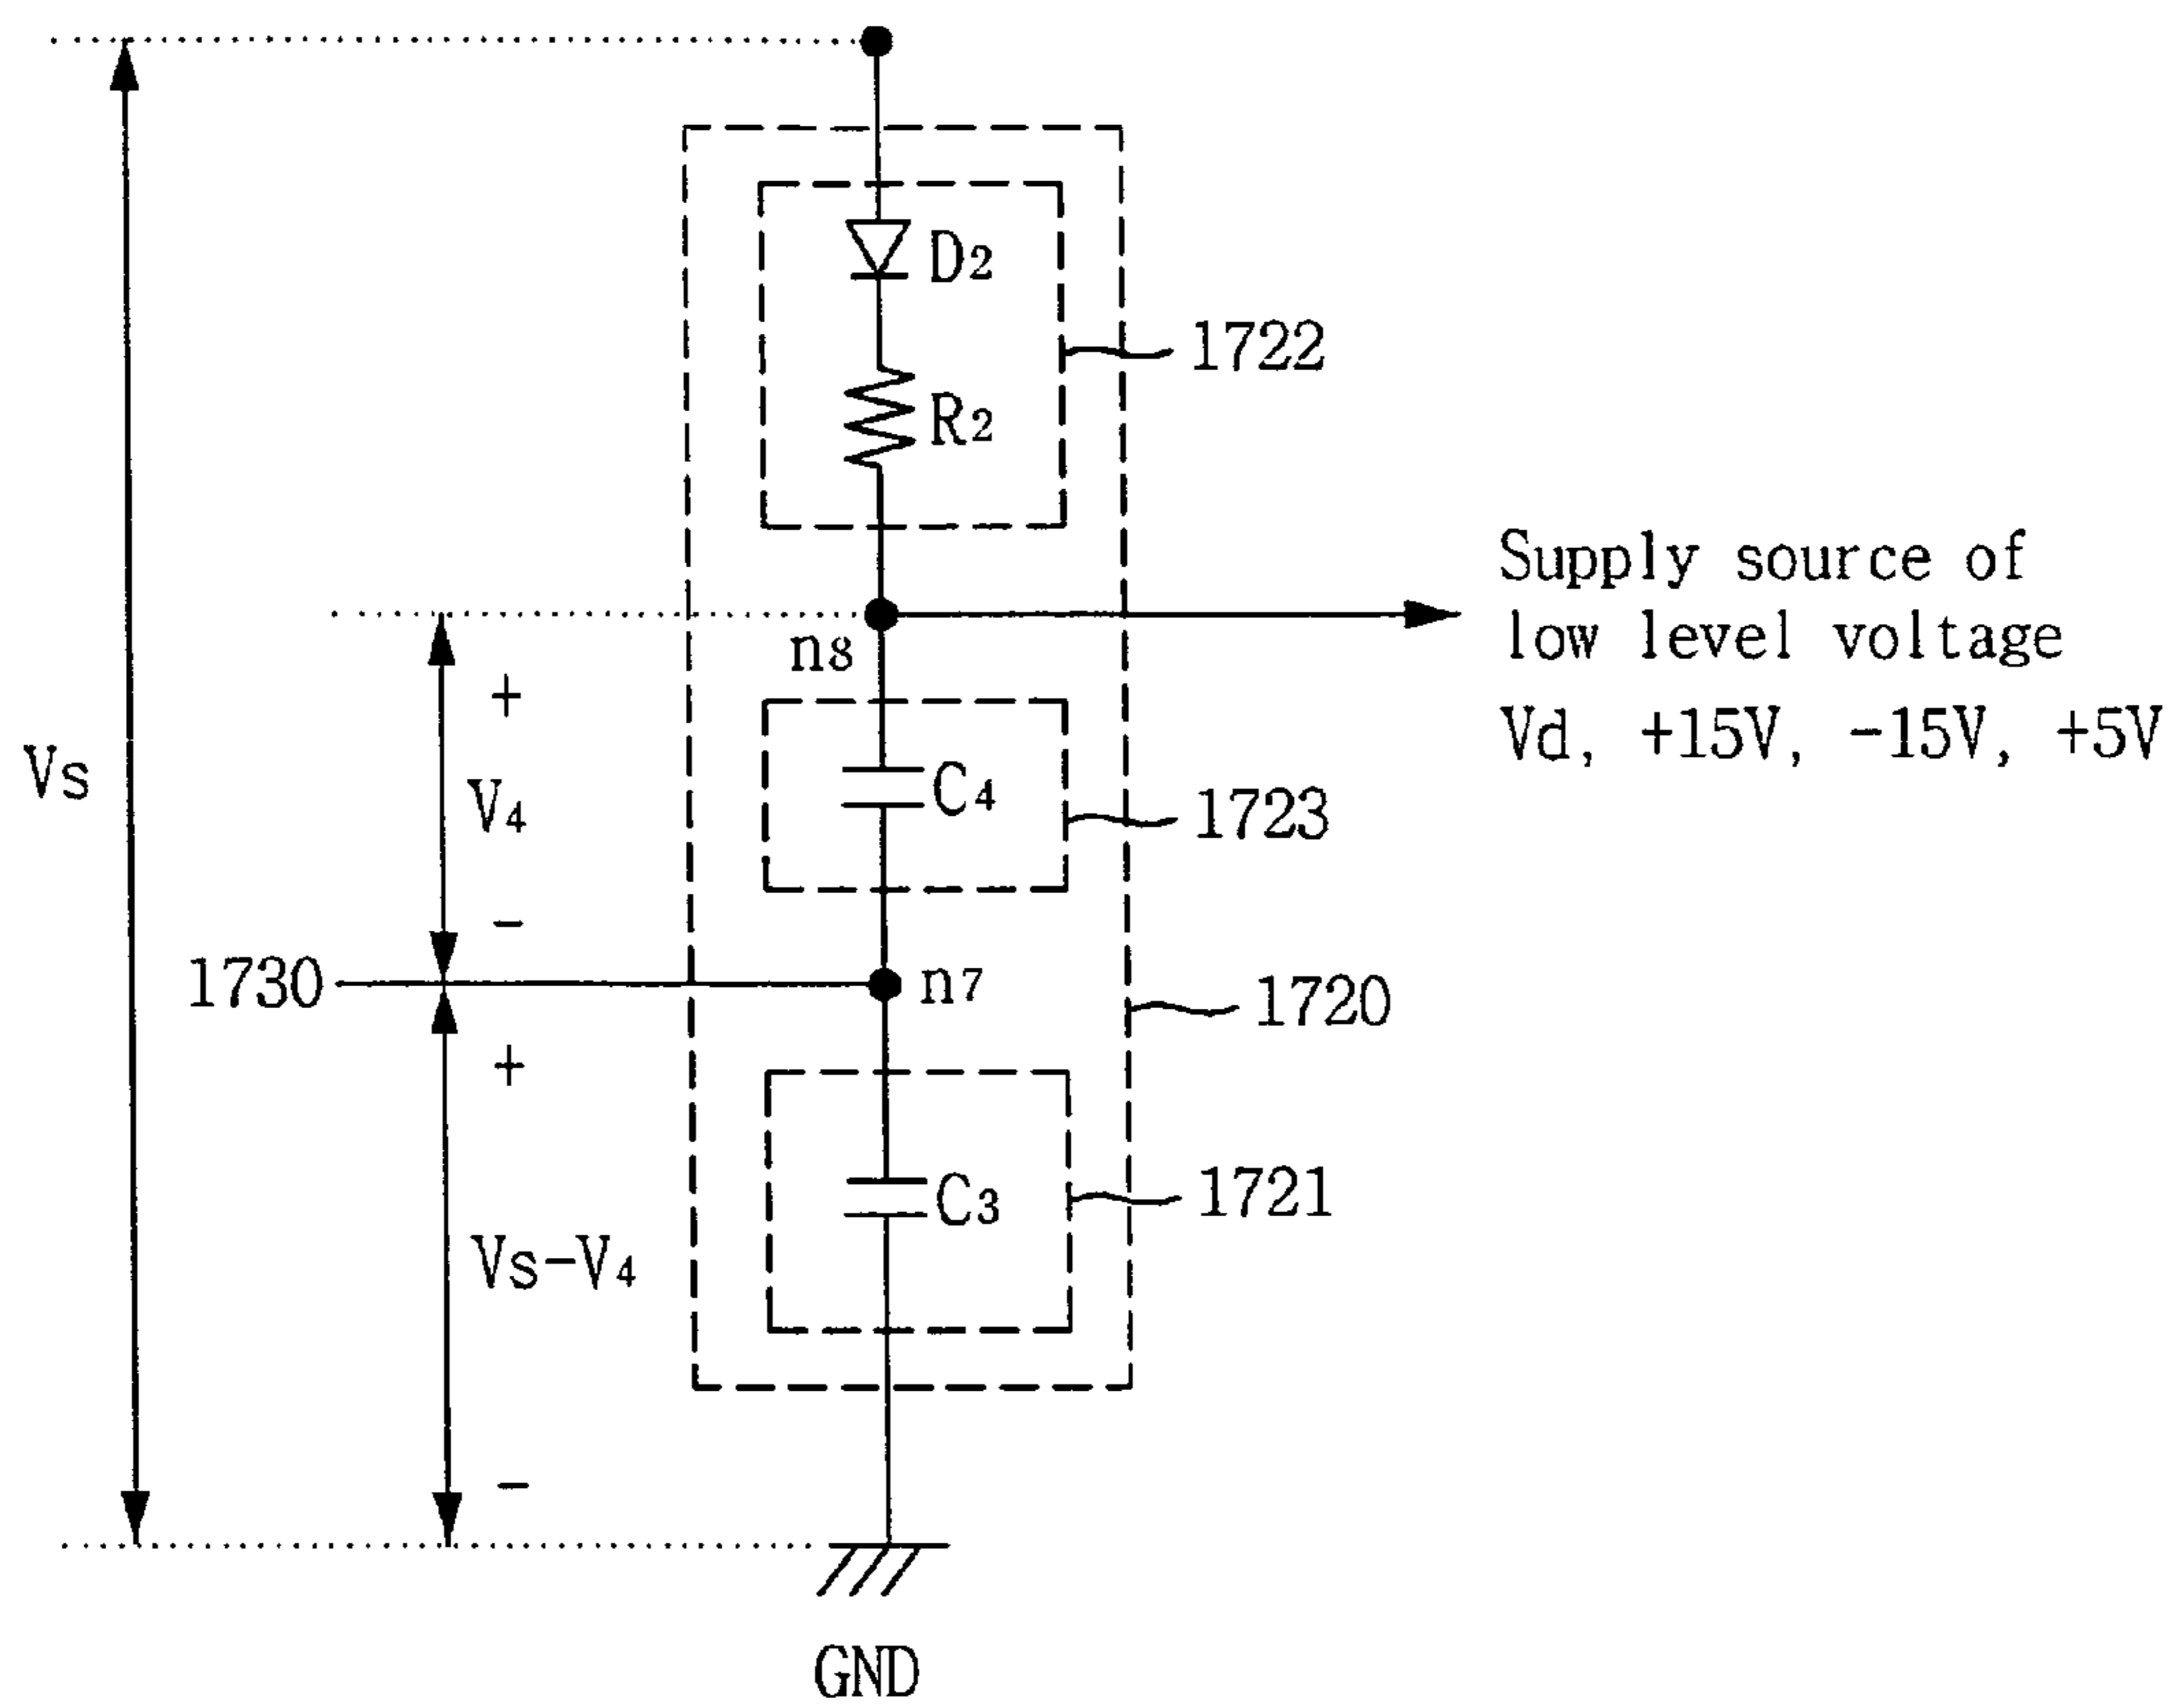 D2
1722
R2
Supply source of
low level voltage
Vd, +15V, -15V, +5V
n8
+
Vs
V4
C4
1723
-
1730
n7
1720
+
C3
1721
Vs-V4
-
GND